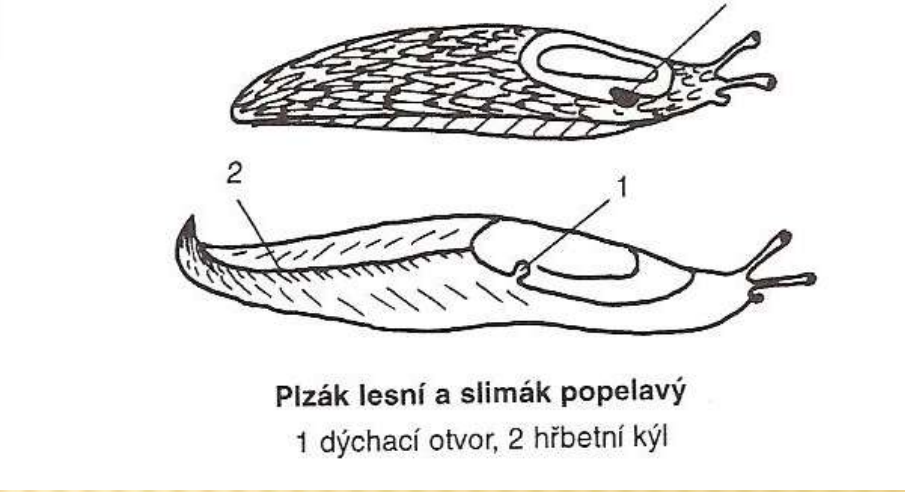 2
1
Plzák lesní a slimák popelavý
1 dýchací otvor, 2 hřbetní kýl